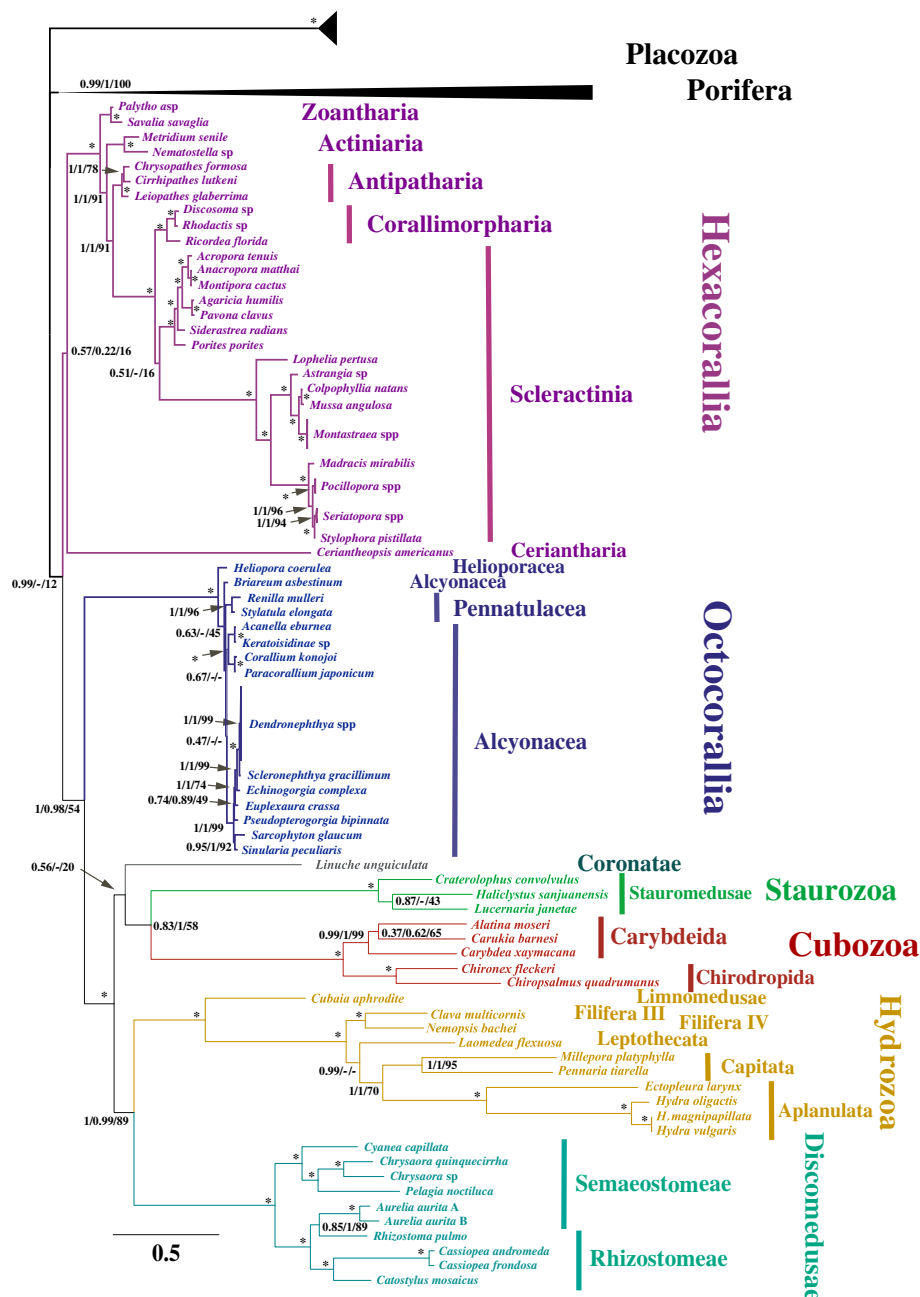 *
Placozoa
0.99/1/100
Porifera
Palytho asp
Zoantharia
*
Savalia savaglia
Metridium senile
Actiniaria
*
*
Nematostella sp
1/1/78
Chrysopathes formosa
Cirrhipathes lutkeni
Antipatharia
*
Leiopathes glaberrima
1/1/91
Discosoma sp
*
Rhodactis sp
Corallimorpharia
*
Ricordea florida
1/1/91
Hexacorallia
Acropora tenuis
*
Anacropora matthai
*
Montipora cactus
*
Agaricia humilis
*
*
Pavona clavus
Siderastrea radians
*
Porites porites
0.57/0.22/16
Lophelia pertusa
0.51/-/16
Astrangia sp
*
Colpophyllia natans
*
Scleractinia
*
Mussa angulosa
*
*
Montastraea spp
*
Madracis mirabilis
*
Pocillopora spp
*
1/1/96
Seriatopora spp
1/1/94
*
Stylophora pistillata
Ceriantheopsis americanus
Ceriantharia
0.99/-/12
Heliopora coerulea
Helioporacea
*
Briareum asbestinum
Alcyonacea
Renilla mulleri
Pennatulacea
1/1/96
Stylatula elongata
Octocorallia
Acanella eburnea
0.63/-/45
*
Keratoisidinae sp
*
Corallium konojoi
*
0.67/-/-
Paracorallium japonicum
1/1/99
Dendronephthya spp
Alcyonacea
0.47/-/-
*
1/1/99
Scleronephthya gracillimum
1/1/74
Echinogorgia complexa
0.74/0.89/49
Euplexaura crassa
1/0.98/54
Pseudopterogorgia bipinnata
1/1/99
Sarcophyton glaucum
0.95/1/92
Sinularia peculiaris
0.56/-/20
Linuche unguiculata
Coronatae
Craterolophus convolvulus
*
Haliclystus sanjuanensis
Stauromedusae
Staurozoa
0.87/-/43
Lucernaria janetae
0.83/1/58
Alatina moseri
0.99/1/99
0.37/0.62/65
Carukia barnesi
Carybdeida
Cubozoa
*
Carybdea xaymacana
*
Chironex fleckeri
Chiropsalmus quadrumanus
Chirodropida
*
Cubaia aphrodite
Limnomedusae
Hydrozoa
*
Clava multicornis
Filifera III
*
Nemopsis bachei
Filifera IV
*
Laomedea flexuosa
Leptothecata
0.99/-/-
Millepora platyphylla
1/1/95
Capitata
Pennaria tiarella
1/1/70
Ectopleura larynx
*
Hydra oligactis
*
Aplanulata
*
H.magnipapillata
Hydra vulgaris
1/0.99/89
Cyanea capillata
Discomedusae
*
Chrysaora quinquecirrha
*
*
Chrysaora sp
Semaeostomeae
Pelagia noctiluca
*
Aurelia aurita A
*
Aurelia aurita B
0.85/1/89
Rhizostoma pulmo
*
Cassiopea andromeda
*
Rhizostomeae
0.5
*
Cassiopea frondosa
Catostylus mosaicus